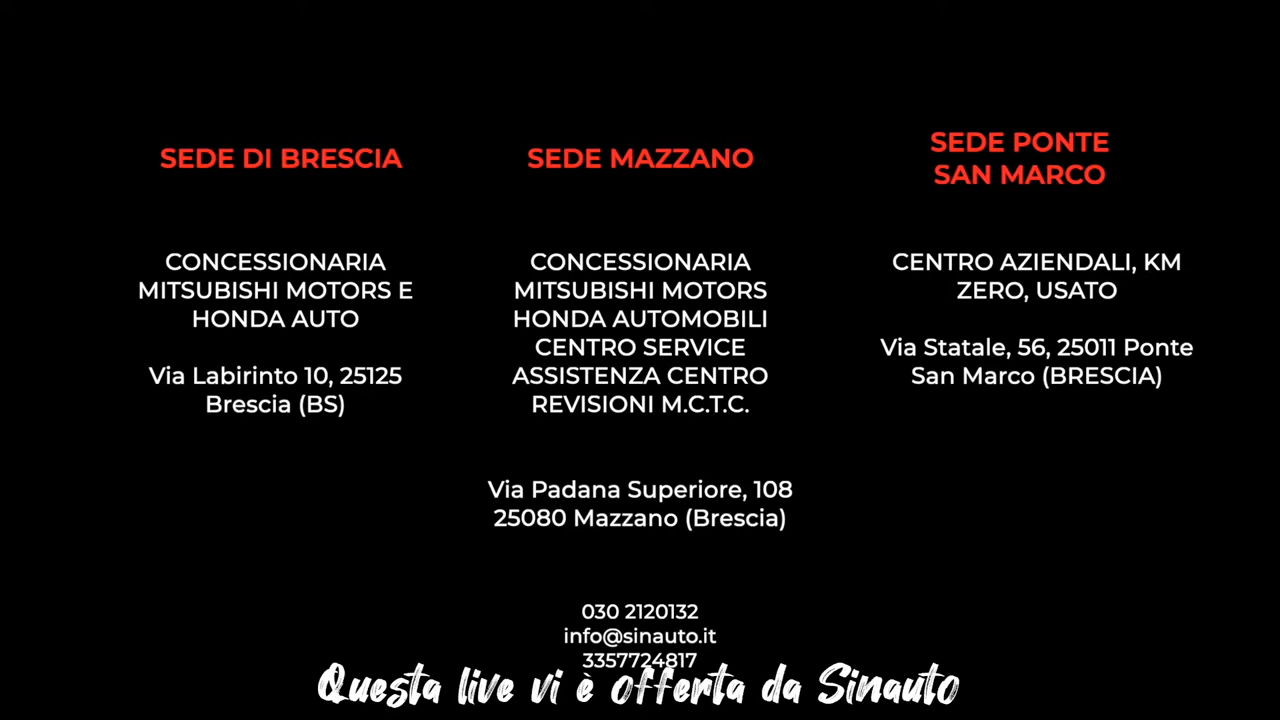 SEDE DI BRESCIA
CONCESSIONARIA
MITSUBISHI MOTORS E
HONDA AUTO
Via Labirinto 10, 25125
Brescia (BS)
SEDE MAZZANO
CONCESSIONARIA
MITSUBISHI MOTORS
HONDA AUTOMOBILI
CENTRO SERVICE
ASSISTENZA CENTRO
REVISIONI M.C.T.C.
Via Padana Superiore, 108
25080 Mazzano (Brescia)
SEDE PONTE
SAN MARCO
CENTRO AZIENDALI, KM
ZERO, USATO
Via Statale, 56, 25011 Ponte
San Marco (BRESCIA)
030 2120132
info@sinauto.it
3357724817
Questa live vi è offerta da Sinauto